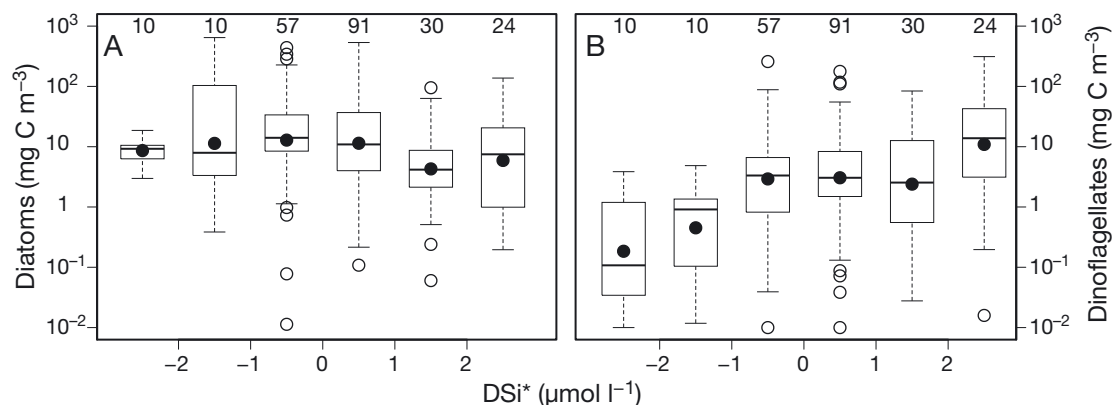 10 10 57 91 30 24
A
Diatoms (mg C m⁻³)
10³
10²
10
1
10⁻¹
10⁻²
−2 −1 0 1 2
10 10 57 91 30 24
B
Dinoflagellates (mg C m⁻³)
10³
10²
10
1
10⁻¹
10⁻²
−2 −1 0 1 2
DSi* (µmol l⁻¹)